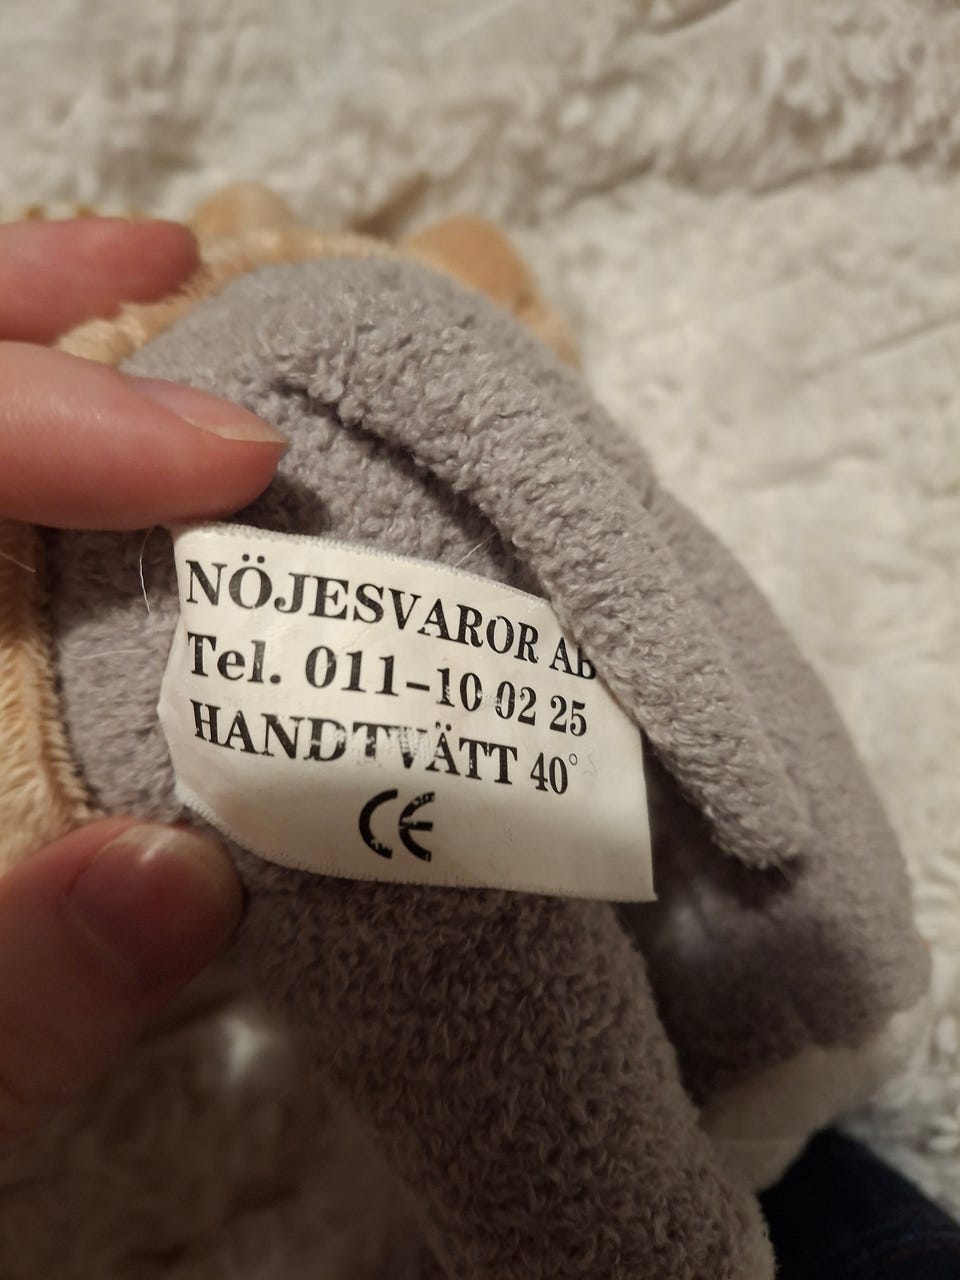 NÖJESVAROR AB
Tel. 011-10 02 25
HANDTVÄTT 40°
CE